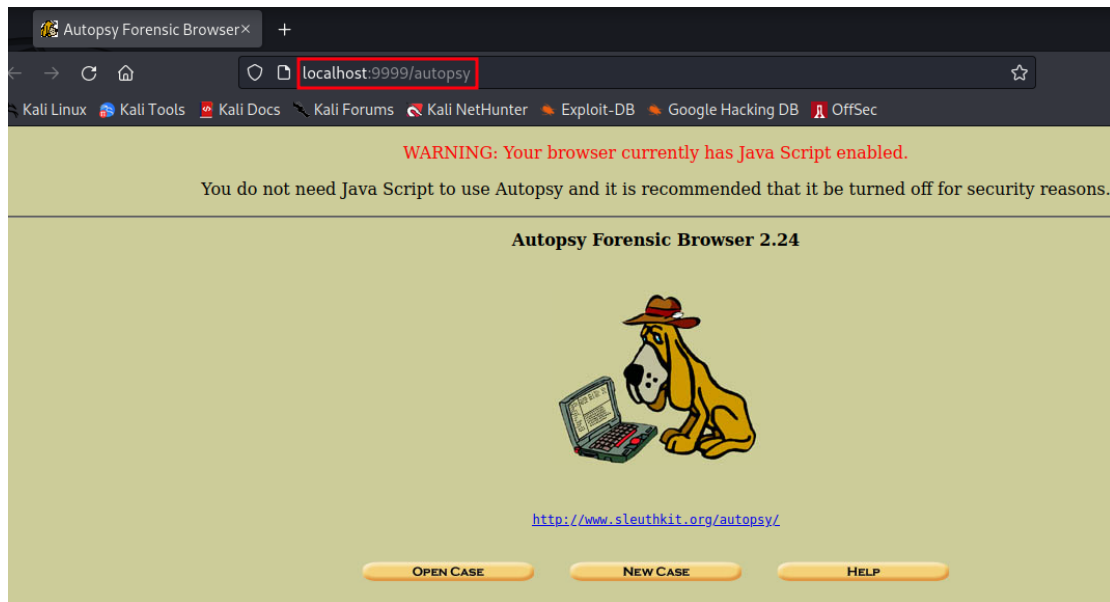 Autopsy Forensic Browser× +
localhost:9999/autopsy
Kali Linux Kali Tools Kali Docs Kali Forums Kali NetHunter Exploit-DB Google Hacking DB OffSec
WARNING: Your browser currently has Java Script enabled.
You do not need Java Script to use Autopsy and it is recommended that it be turned off for security reasons.
Autopsy Forensic Browser 2.24
http://www.sleuthkit.org/autopsy/
OPEN CASE NEW CASE HELP